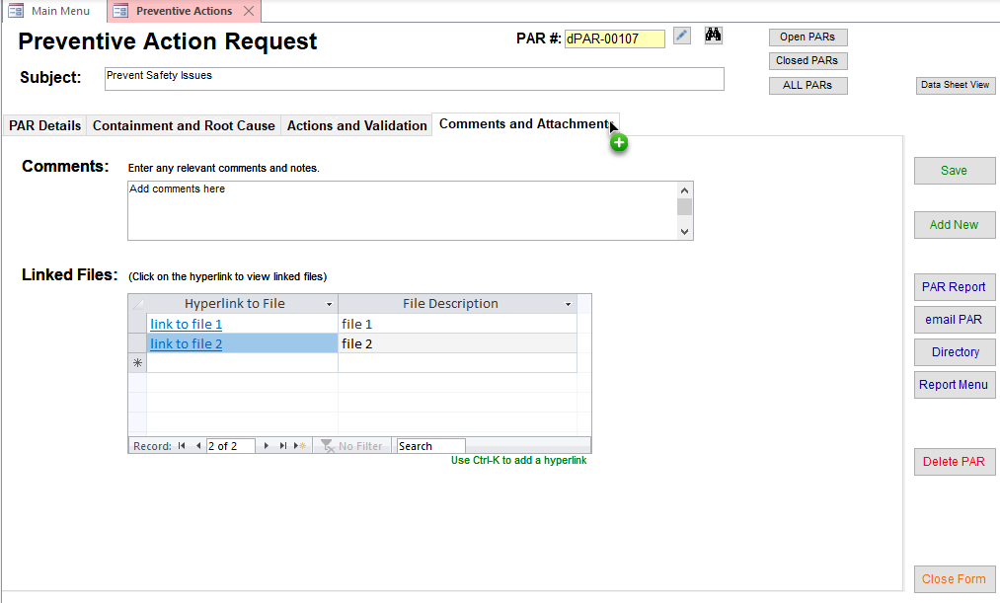 Main Menu
Preventive Actions
Preventive Action Request
PAR #: dPAR-00107
Open PARs
Closed PARs
ALL PARs
Subject: Prevent Safety Issues
Data Sheet View
PAR Details
Containment and Root Cause
Actions and Validation
Comments and Attachments
Comments: Enter any relevant comments and notes.
Add comments here
Linked Files: (Click on the hyperlink to view linked files)
Hyperlink to File File Description
link to file 1 file 1
link to file 2 file 2
Record: 2 of 2 No Filter Search
Use Ctrl-K to add a hyperlink
Save
Add New
PAR Report
email PAR
Directory
Report Menu
Delete PAR
Close Form